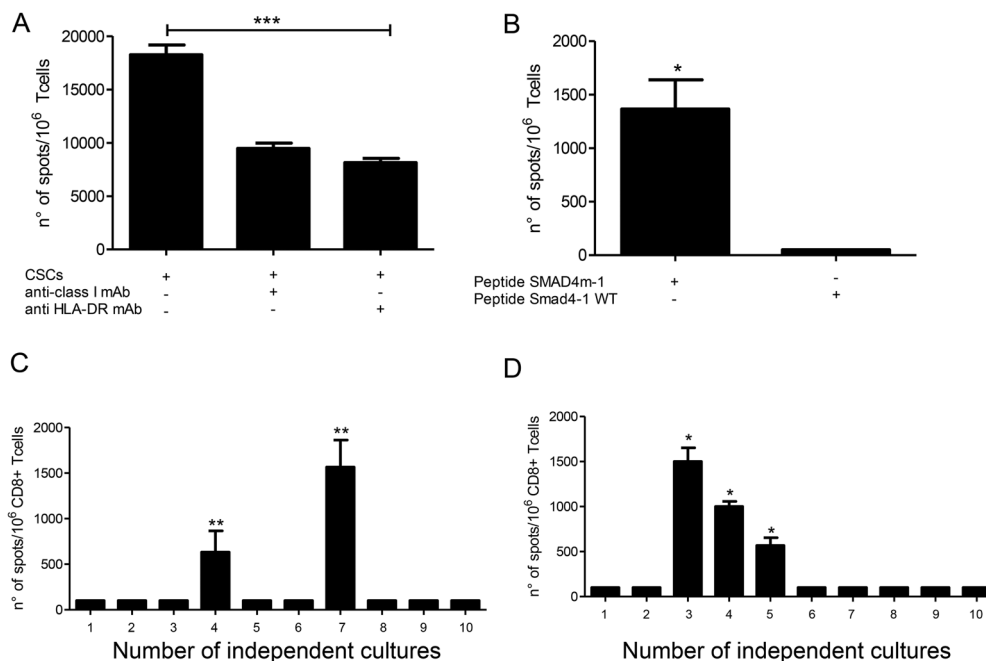 A
***
20000
15000
10000
5000
0
n° of spots/10⁶ Tcells
CSCs + + +
anti-class I mAb - + -
anti HLA-DR mAb - - +
B
*
2000
1500
1000
500
0
n° of spots/10⁶ Tcells
Peptide SMAD4m-1 + -
Peptide Smad4-1 WT - +
C
** **
2000
1500
1000
500
0
n° of spots/10⁶ CD8+ Tcells
1 2 3 4 5 6 7 8 9 10
Number of independent cultures
D
* * *
2000
1500
1000
500
0
n° of spots/10⁶ CD8+ Tcells
1 2 3 4 5 6 7 8 9 10
Number of independent cultures